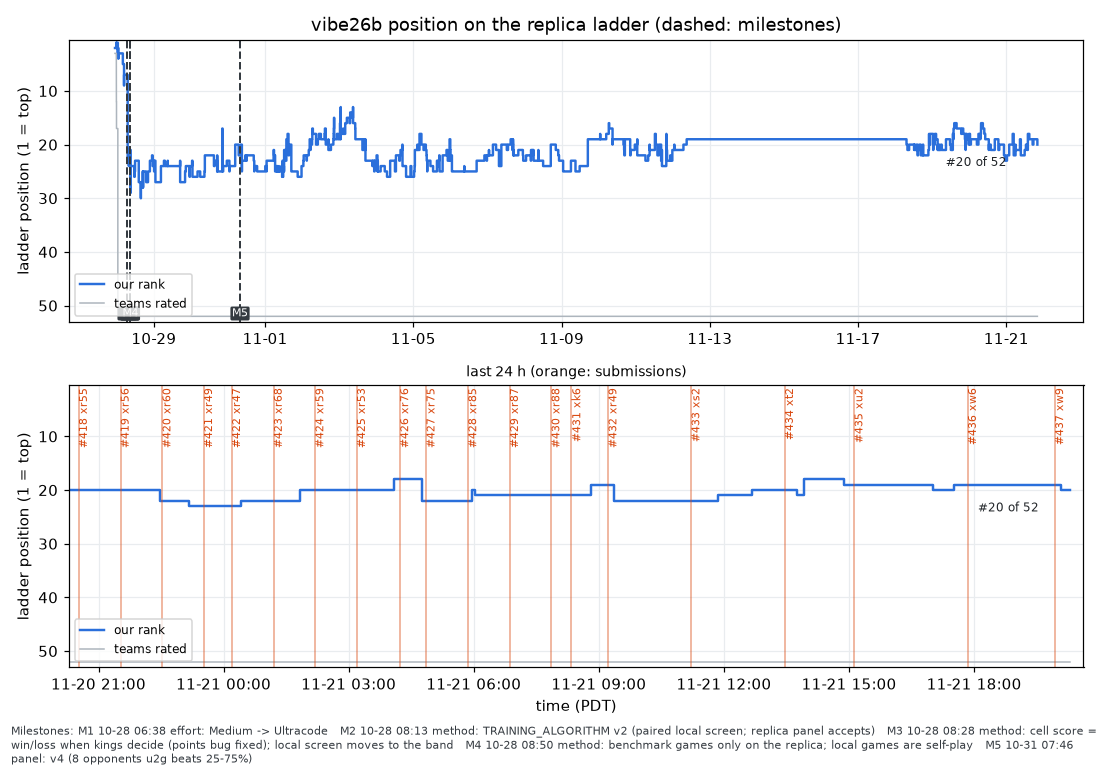 vibe26b position on the replica ladder (dashed: milestones)
ladder position (1 = top)
10
20
30
40
50
#20 of 52
our rank
teams rated
M4
M5
10-29
11-01
11-05
11-09
11-13
11-17
11-21
last 24 h (orange: submissions)
ladder position (1 = top)
10
20
30
40
50
#418 xr55
#419 xr56
#420 xr60
#421 xr49
#422 xr47
#423 xr68
#424 xr59
#425 xr53
#426 xr76
#427 xr75
#428 xr85
#429 xr87
#430 xr88
#431 xk6
#432 xr49
#433 xs2
#434 xt2
#435 xu2
#436 xw6
#437 xw9
#20 of 52
our rank
teams rated
11-20 21:00
11-21 00:00
11-21 03:00
11-21 06:00
11-21 09:00
11-21 12:00
11-21 15:00
11-21 18:00
time (PDT)
Milestones: M1 10-28 06:38 effort: Medium -> Ultracode M2 10-28 08:13 method: TRAINING_ALGORITHM v2 (paired local screen; replica panel accepts) M3 10-28 08:28 method: cell score =
win/loss when kings decide (points bug fixed); local screen moves to the band M4 10-28 08:50 method: benchmark games only on the replica; local games are self-play M5 10-31 07:46
panel: v4 (8 opponents u2g beats 25-75%)